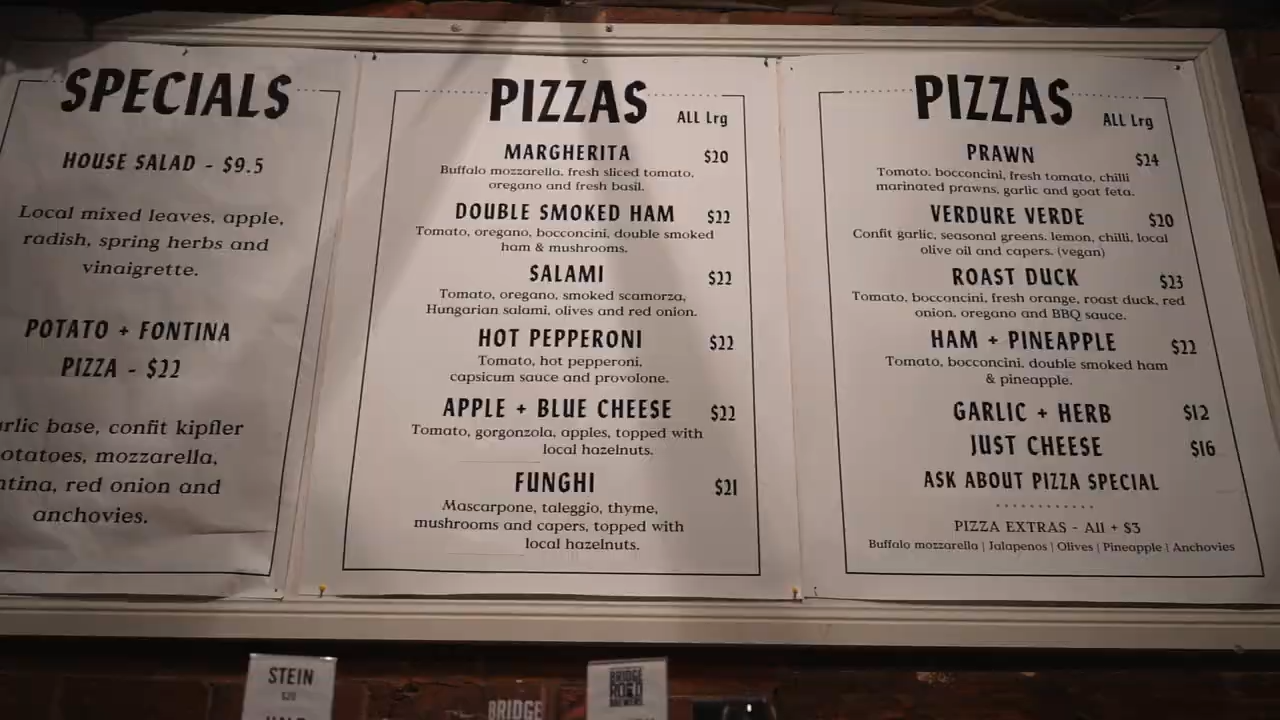 SPECIALS
HOUSE SALAD - $9.5
Local mixed leaves, apple,
radish, spring herbs and
vinaigrette.
POTATO + FONTINA
PIZZA - $22
base, confit kipfler
mozzarella,
red onion and
anchovies.
PIZZAS
ALL Lrg
MARGHERITA $20
Buffalo mozzarella, fresh sliced tomato,
oregano and fresh basil.
DOUBLE SMOKED HAM $22
Tomato, oregano, bocconcini, double smoked
ham & mushrooms.
SALAMI $22
Tomato, oregano, smoked scamorza,
Hungarian salami, olives and red onion.
HOT PEPPERONI $22
Tomato, hot pepperoni,
capsicum sauce and provolone.
APPLE + BLUE CHEESE $22
Tomato, gorgonzola, apples, topped with
local hazelnuts.
FUNGHI $21
Mascarpone, taleggio, thyme,
mushrooms and capers, topped with
local hazelnuts.
PIZZAS
ALL Lrg
PRAWN $24
Tomato, bocconcini, fresh tomato, chilli
marinated prawns, garlic and goat feta.
VERDURE VERDE $20
Confit garlic, seasonal greens, lemon, chilli, local
olive oil and capers. (vegan)
ROAST DUCK $23
Tomato, bocconcini, fresh orange, roast duck, red
onion, oregano and BBQ sauce.
HAM + PINEAPPLE $22
Tomato, bocconcini, double smoked ham
& pineapple.
GARLIC + HERB $12
JUST CHEESE $16
ASK ABOUT PIZZA SPECIAL
PIZZA EXTRAS - All + $3
Buffalo mozzarella | Jalapenos | Olives | Pineapple | Anchovies
STEIN
$20
BRIDGE
BRIDGE
ROAD
BREWERS